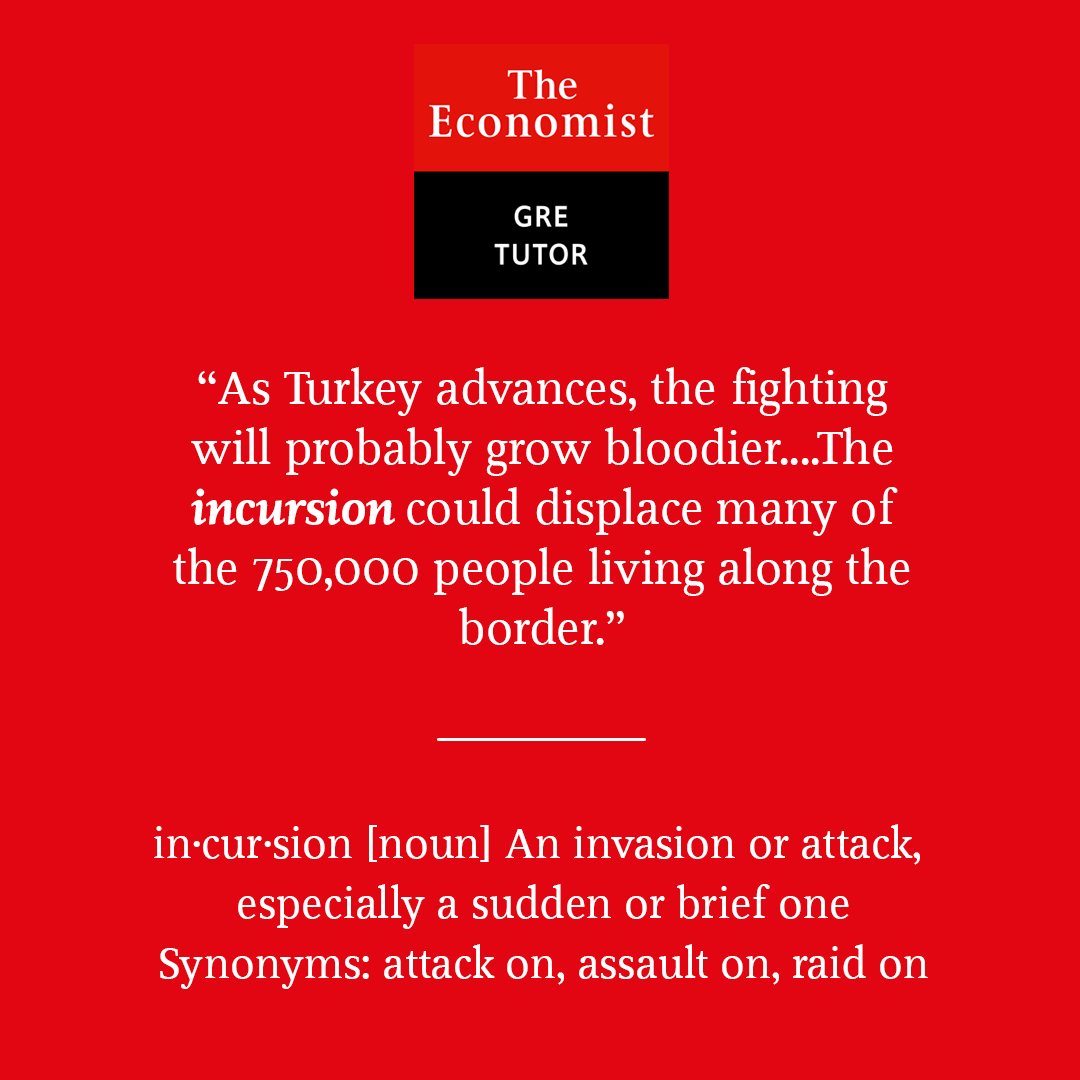 The
Economist
GRE
TUTOR
“As Turkey advances, the fighting
will probably grow bloodier....The
incursion could displace many of
the 750,000 people living along the
border.”
in·cur·sion [noun] An invasion or attack,
especially a sudden or brief one
Synonyms: attack on, assault on, raid on